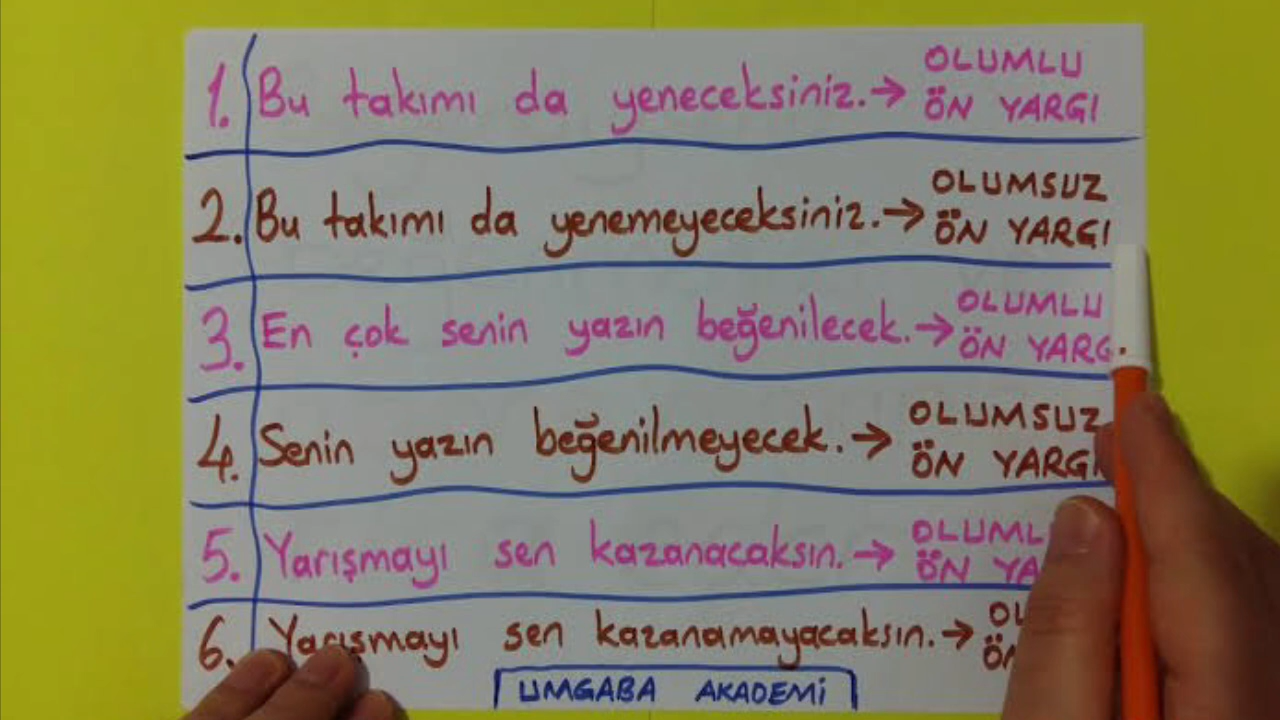 1. Bu takımı da yeneceksiniz. → OLUMLU
ÖN YARGI
2. Bu takımı da yenemeyeceksiniz. → OLUMSUZ
ÖN YARGI
3. En çok senin yazın beğenilecek. → OLUMLU
ÖN
4. Senin yazın beğenilmeyecek. → OLUMSUZ
ÖN YARGI
5. Yarışmayı sen kazanacaksın. →
ÖN
6. Yarışmayı sen kazanamayacaksın. →
UMGABA AKADEMİ